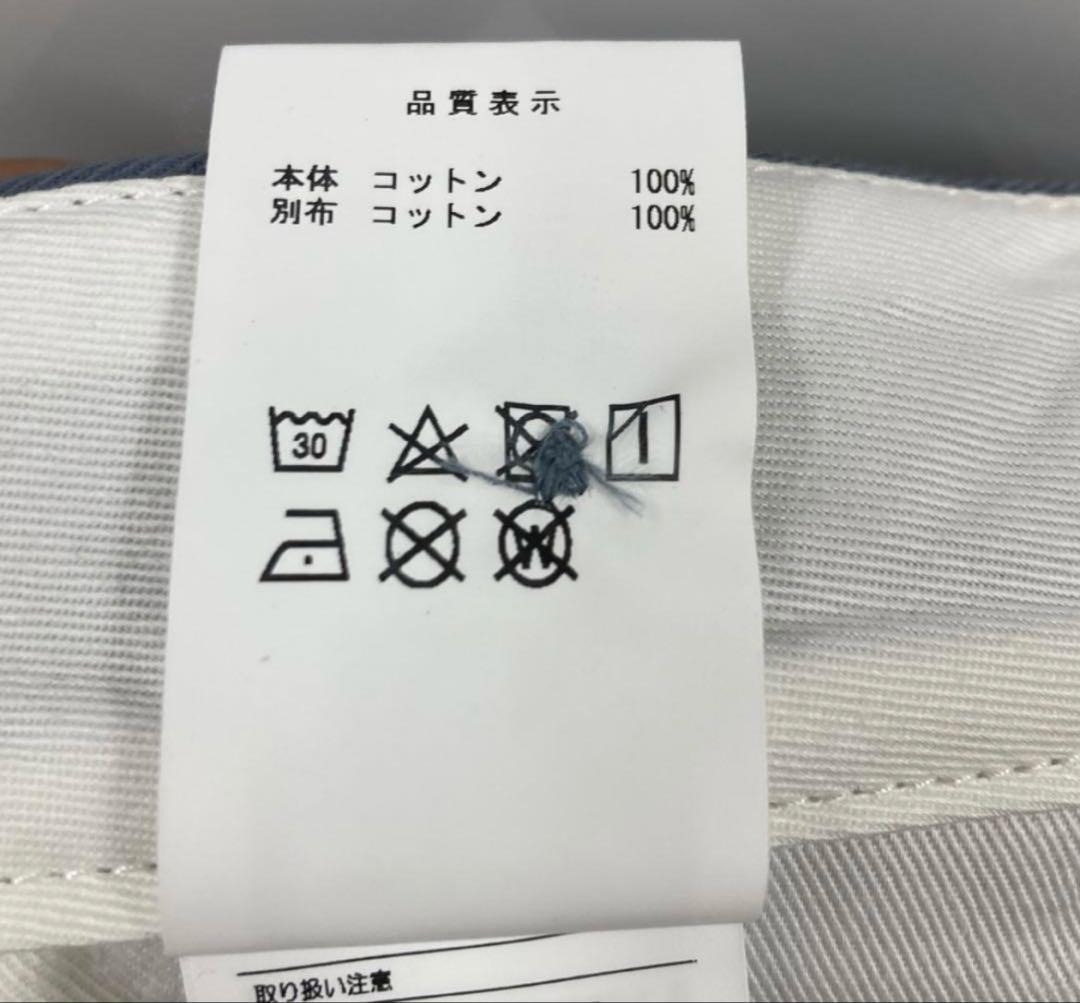 品質表示
本体 コットン 100%
別布 コットン 100%
30
W
取り扱い注意